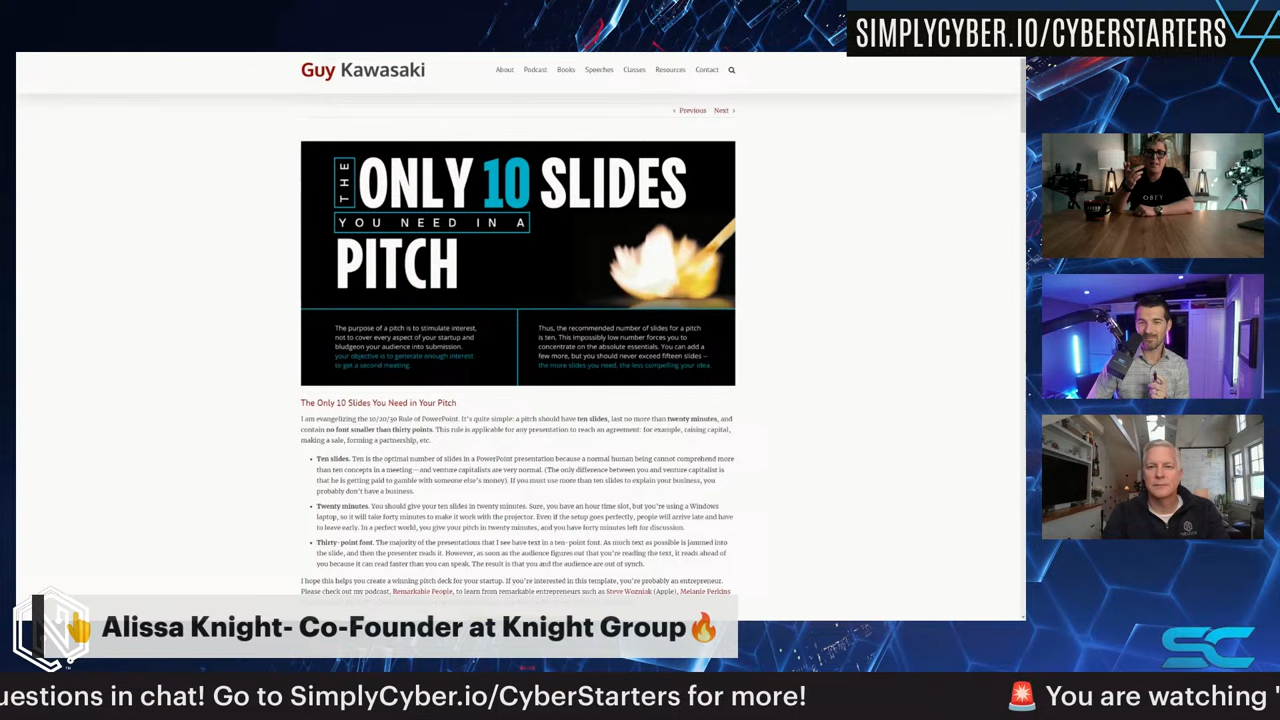 SIMPLYCYBER.IO/CYBERSTARTERS
Guy Kawasaki
About Podcast Books Speeches Classes Resources Contact
‹ Previous Next ›
THE ONLY 10 SLIDES
YOU NEED IN A
PITCH
The purpose of a pitch is to stimulate interest,
not to cover every aspect of your startup and
bludgeon your audience into submission.
your objective is to generate enough interest
to get a second meeting.
Thus, the recommended number of slides for a pitch
is ten. This impossibly low number forces you to
concentrate on the absolute essentials. You can add a
few more, but you should never exceed fifteen slides –
the more slides you need, the less compelling your idea.
The Only 10 Slides You Need in Your Pitch
I am evangelizing the 10/20/30 Rule of PowerPoint. It's quite simple: a pitch should have ten slides, last no more than twenty minutes, and
contain no font smaller than thirty points. This rule is applicable for any presentation to reach an agreement: for example, raising capital,
making a sale, forming a partnership, etc.
• Ten slides. Ten is the optimal number of slides in a PowerPoint presentation because a normal human being cannot comprehend more
than ten concepts in a meeting—and venture capitalists are very normal. (The only difference between you and venture capitalist is
that he is getting paid to gamble with someone else's money). If you must use more than ten slides to explain your business, you
probably don't have a business.
• Twenty minutes. You should give your ten slides in twenty minutes. Sure, you have an hour time slot, but you're using a Windows
laptop, so it will take forty minutes to make it work with the projector. Even if the setup goes perfectly, people will arrive late and have
to leave early. In a perfect world, you give your pitch in twenty minutes, and you have forty minutes left for discussion.
• Thirty-point font. The majority of the presentations that I see have text in a ten-point font. As much text as possible is jammed into
the slide, and then the presenter reads it. However, as soon as the audience figures out that you're reading the text, it reads ahead of
you because it can read faster than you can speak. The result is that you and the audience are out of synch.
I hope this helps you create a winning pitch deck for your startup. If you're interested in this template, you're probably an entrepreneur.
Please check out my podcast, Remarkable People, to learn from remarkable entrepreneurs such as Steve Wozniak (Apple), Melanie Perkins
OBEY
Alissa Knight- Co-Founder at Knight Group🔥
SC
uestions in chat! Go to SimplyCyber.io/CyberStarters for more! 🚨 You are watching "